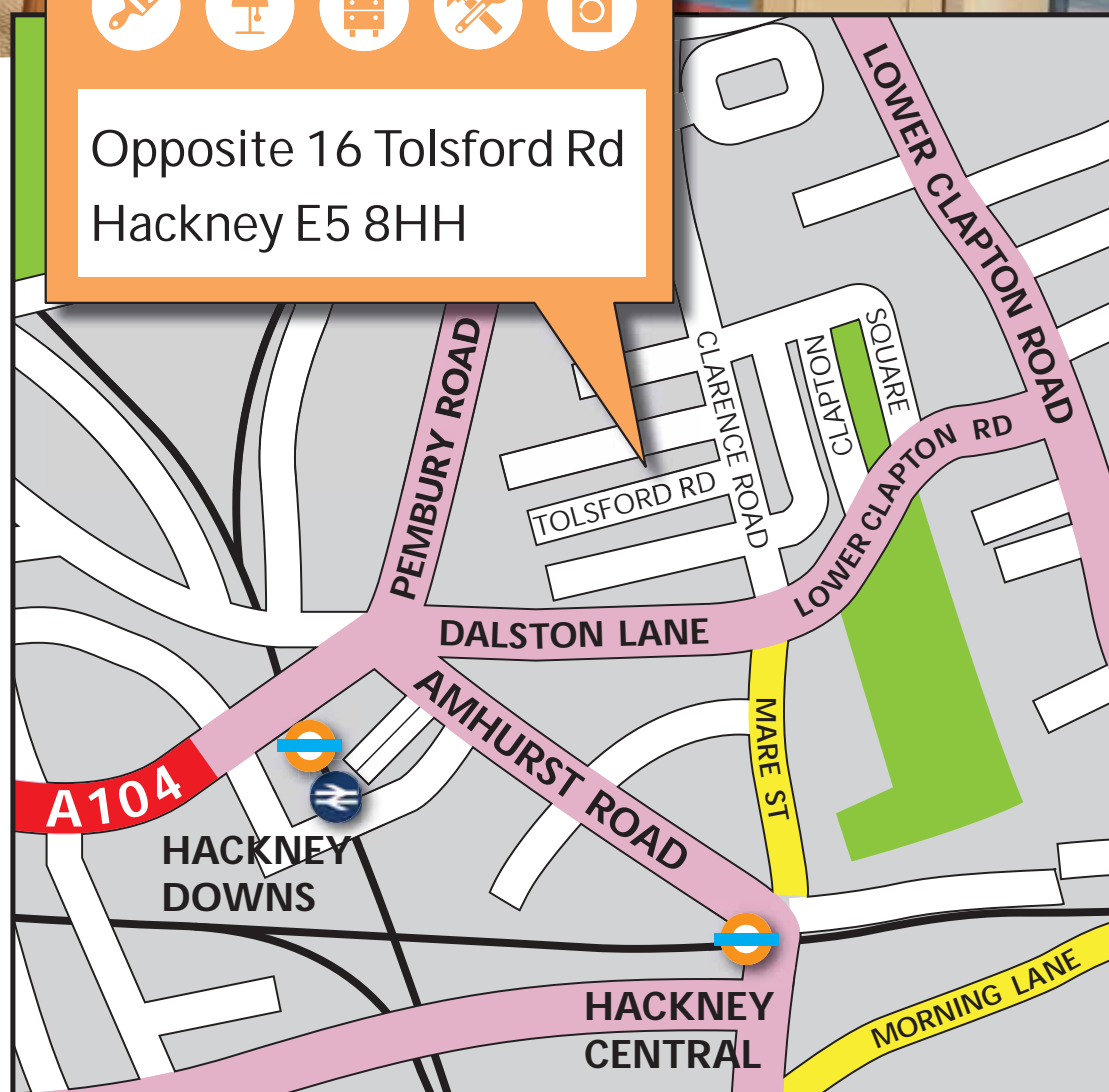 Opposite 16 Tolsford Rd
Hackney E5 8HH
LOWER CLAPTON ROAD
PEMBURY ROAD
CLARENCE ROAD
CLAPTON
SQUARE
TOLSFORD RD
LOWER CLAPTON RD
DALSTON LANE
AMHURST ROAD
MARE ST
A104
HACKNEY
DOWNS
HACKNEY
CENTRAL
MORNING LANE